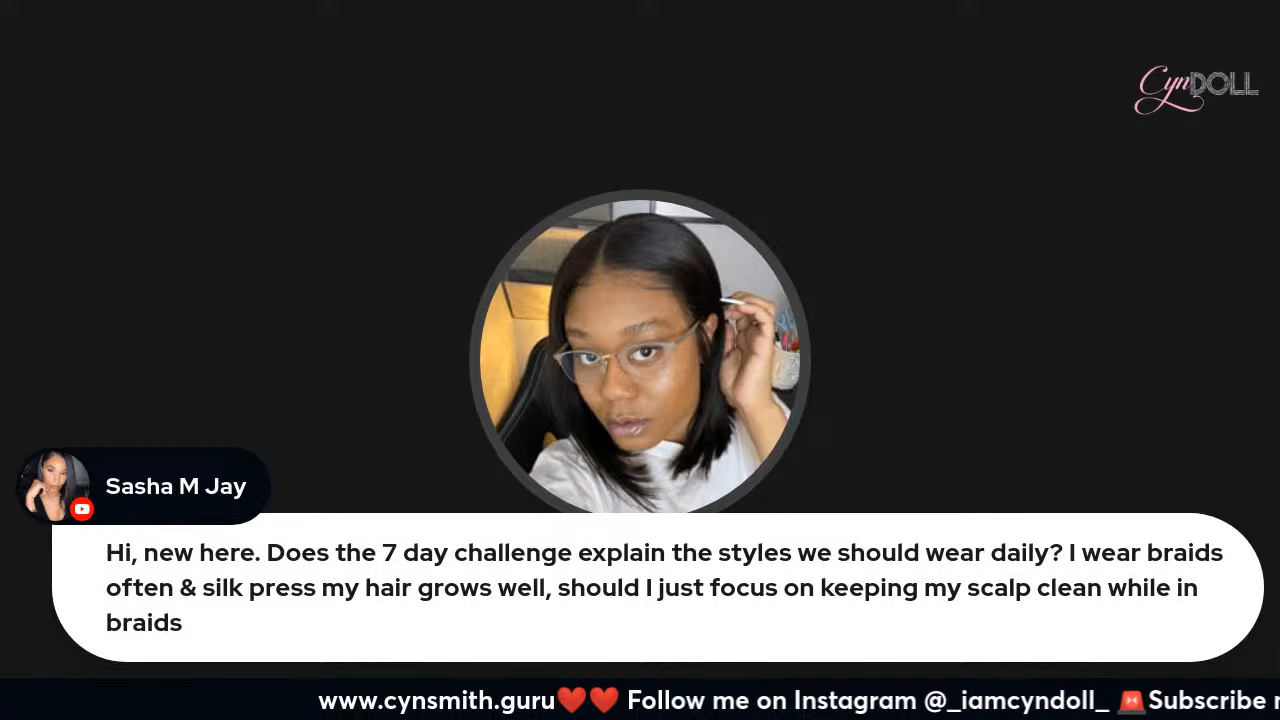 CynDOLL
Sasha M Jay
Hi, new here. Does the 7 day challenge explain the styles we should wear daily? I wear braids
often & silk press my hair grows well, should I just focus on keeping my scalp clean while in
braids
www.cynsmith.guru❤️❤️ Follow me on Instagram @_iamcyndoll_ 🚨Subscribe